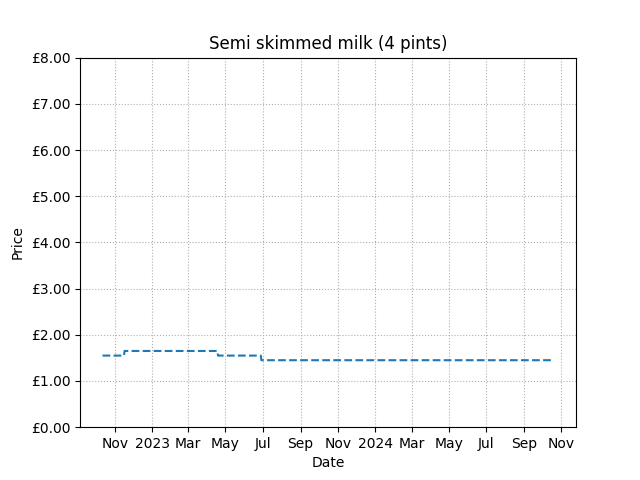 Semi skimmed milk (4 pints)
£8.00
£7.00
£6.00
£5.00
£4.00
£3.00
£2.00
£1.00
£0.00
Price
Nov 2023 Mar May Jul Sep Nov 2024 Mar May Jul Sep Nov
Date